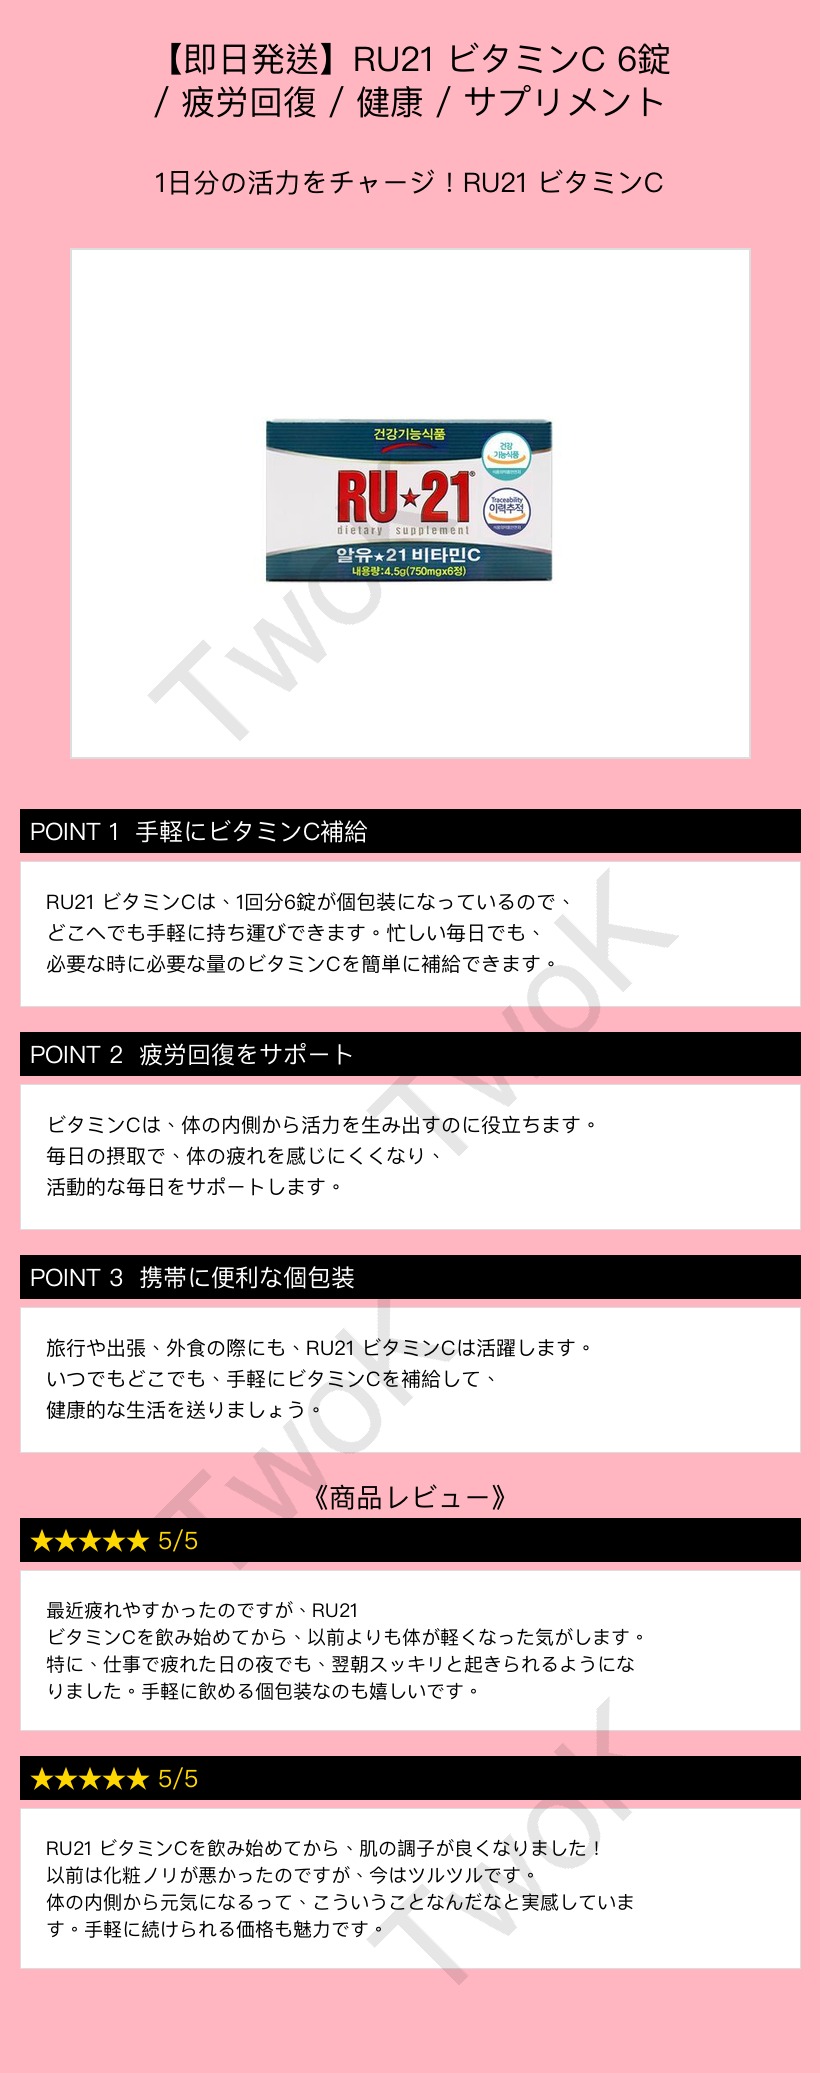 【即日発送】RU21 ビタミンC 6錠
/ 疲労回復 / 健康 / サプリメント
1日分の活力をチャージ！RU21 ビタミンC
건강기능식품
건강
기능식품
식품의약품안전처
RU★21®
dietary supplement
Traceability
이력추적
식품의약품안전처
알유★21 비타민C
내용량:4.5g(750mgx6정)
TwoK
POINT 1 手軽にビタミンC補給
RU21 ビタミンCは、1回分6錠が個包装になっているので、
どこへでも手軽に持ち運びできます。忙しい毎日でも、
必要な時に必要な量のビタミンCを簡単に補給できます。
TwoK
POINT 2 疲労回復をサポート
ビタミンCは、体の内側から活力を生み出すのに役立ちます。
毎日の摂取で、体の疲れを感じにくくなり、
活動的な毎日をサポートします。
POINT 3 携帯に便利な個包装
旅行や出張、外食の際にも、RU21 ビタミンCは活躍します。
いつでもどこでも、手軽にビタミンCを補給して、
健康的な生活を送りましょう。
TwoK
《商品レビュー》
★★★★★ 5/5
最近疲れやすかったのですが、RU21
ビタミンCを飲み始めてから、以前よりも体が軽くなった気がします。
特に、仕事で疲れた日の夜でも、翌朝スッキリと起きられるようにな
りました。手軽に飲める個包装なのも嬉しいです。
★★★★★ 5/5
RU21 ビタミンCを飲み始めてから、肌の調子が良くなりました！
以前は化粧ノリが悪かったのですが、今はツルツルです。
体の内側から元気になるって、こういうことなんだなと実感していま
す。手軽に続けられる価格も魅力です。
TwoK